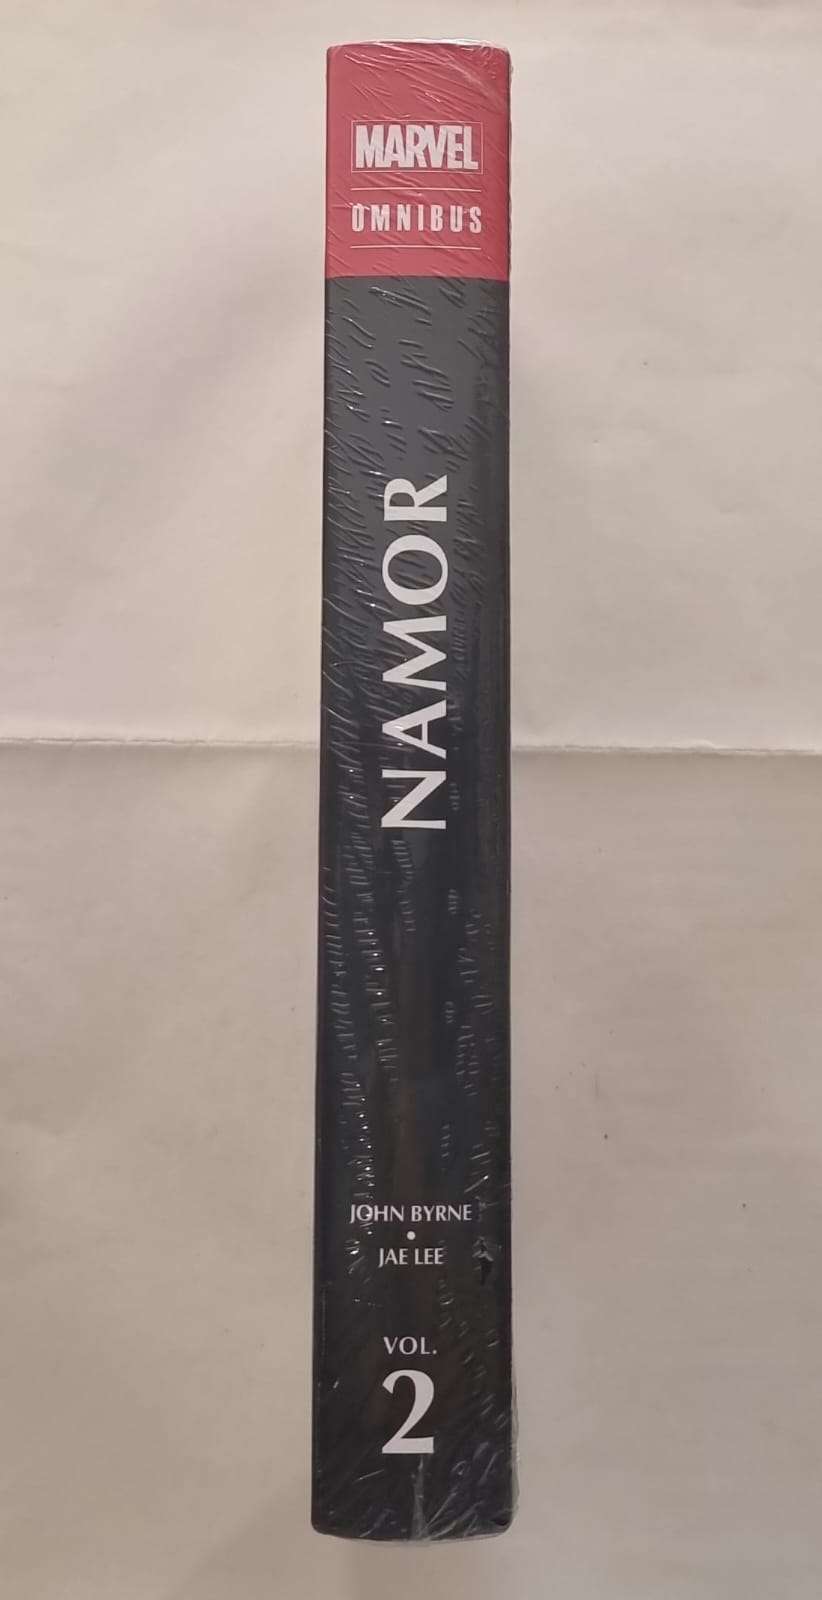 MARVEL
OMNIBUS
NAMOR
JOHN BYRNE
•
JAE LEE
VOL.
2